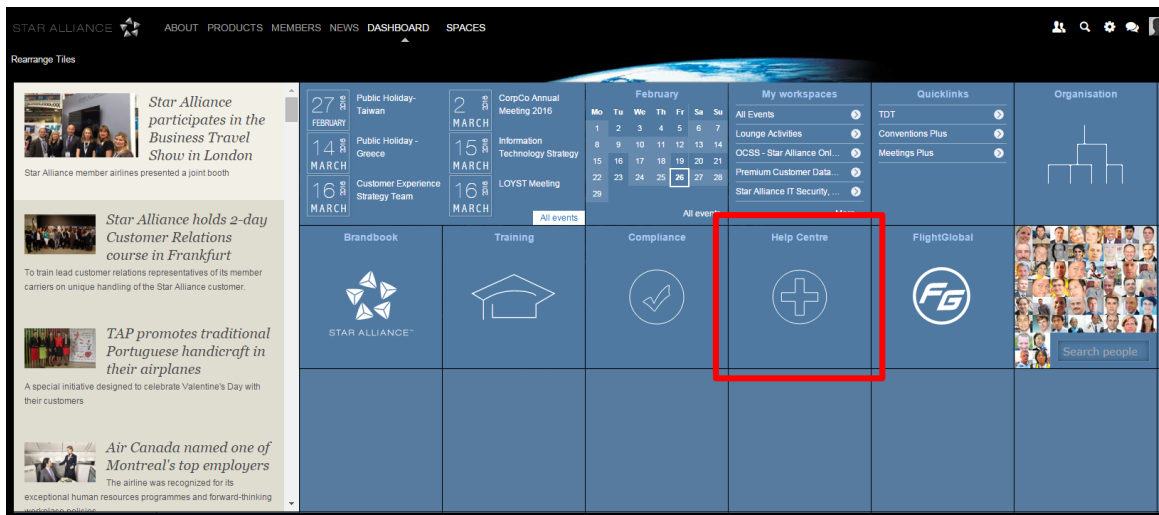 STAR ALLIANCE
ABOUT PRODUCTS MEMBERS NEWS DASHBOARD SPACES
Rearrange Tiles
Star Alliance
participates in the
Business Travel
Show in London
Star Alliance member airlines presented a joint booth
Star Alliance holds 2-day
Customer Relations
course in Frankfurt
To train lead customer relations representatives of its member
carriers on unique handling of the Star Alliance customer.
TAP promotes traditional
Portuguese handicraft in
their airplanes
A special initiative designed to celebrate Valentine's Day with
their customers
Air Canada named one of
Montreal's top employers
The airline was recognized for its
exceptional human resources programmes and forward-thinking
workplace policies
27 2016
FEBRUARY
Public Holiday-
Taiwan
14 2016
MARCH
Public Holiday -
Greece
16 2016
MARCH
Customer Experience
Strategy Team
2 2016
MARCH
CorpCo Annual
Meeting 2016
15 2016
MARCH
Information
Technology Strategy
16 2016
MARCH
LOYST Meeting
All events
February
Mo Tu We Th Fr Sa Su
1 2 3 4 5 6 7
8 9 10 11 12 13 14
15 16 17 18 19 20 21
22 23 24 25 26 27 28
29
All events
My workspaces
All Events
Lounge Activities
OCSS - Star Alliance Onl...
Premium Customer Data...
Star Alliance IT Security, ...
More
Quicklinks
TDT
Conventions Plus
Meetings Plus
Organisation
Brandbook
STAR ALLIANCE™
Training
Compliance
Help Centre
FlightGlobal
FG
Search people